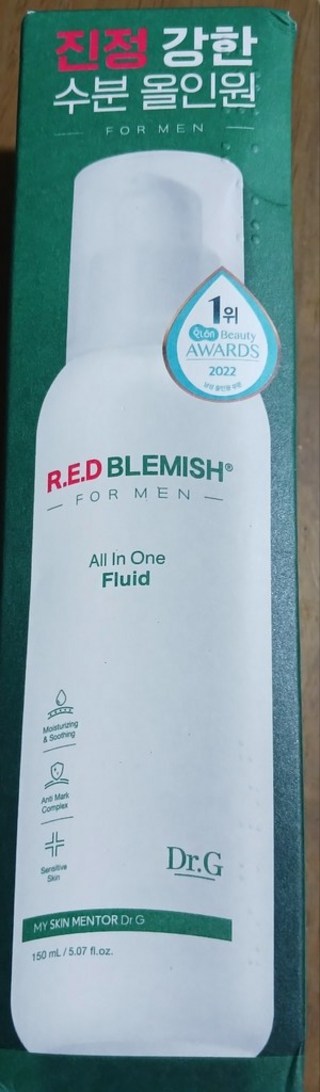 진정 강한
수분 올인원
FOR MEN
1위
Beauty
AWARDS
2022
R.E.D BLEMISH®
FOR MEN
All In One
Fluid
Moisturizing
& Soothing
Anti Mark
Complex
Sensitive
Skin
Dr.G
MY SKIN MENTOR Dr.G
150 mL / 5.07 fl.oz.